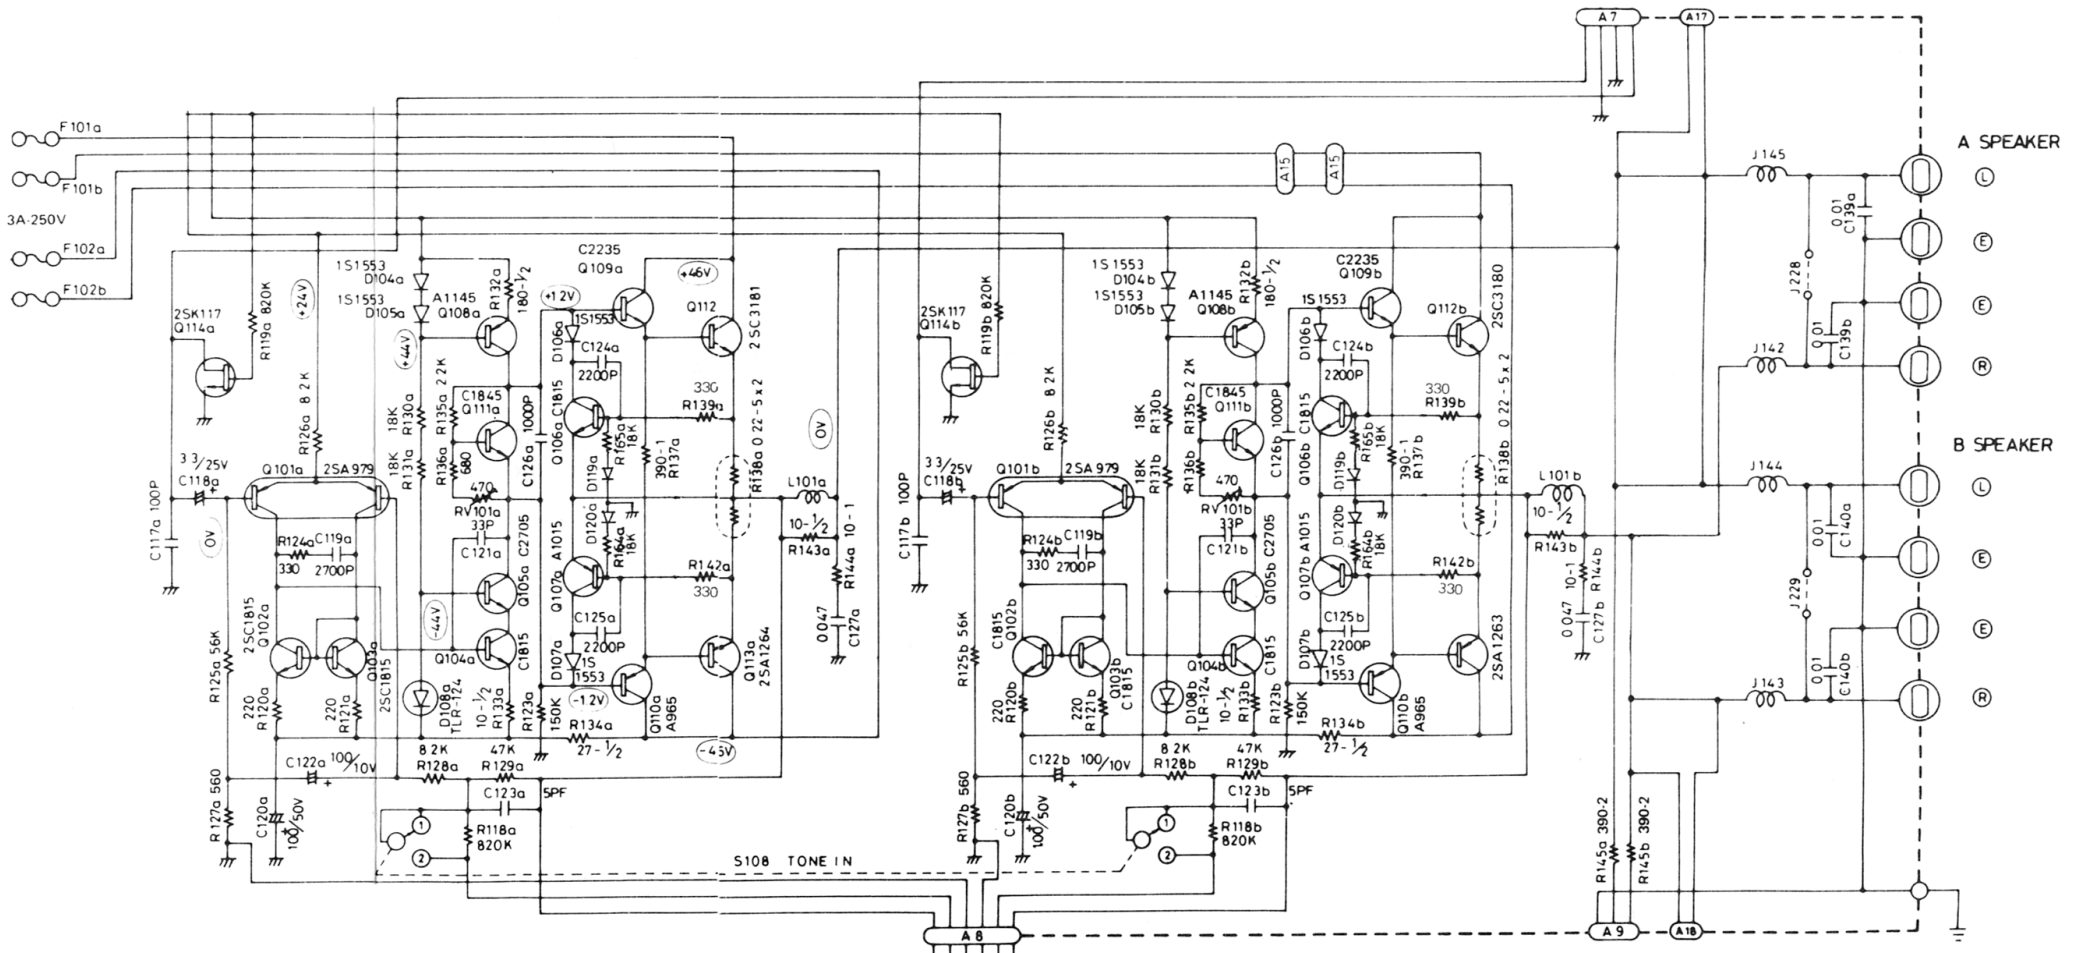 A7
A17
F101a
F101b
3A-250V
F102a
F102b
A15
A15
A SPEAKER
J145
L
0.01
C139a
E
J228
E
0.01
C139b
J142
R
B SPEAKER
J144
L
0.01
C140a
E
J229
E
0.01
C140b
J143
R
R145a 390-2
R145b 390-2
A9
A18
2SK117
Q114a
R119a 820K
+24V
R126a 8.2K
1S1553
D104a
1S1553
D105a
+44V
A1145
Q108a
R132a
180-1/2
C2235
Q109a
+1.2V
+46V
1S1553
D106a
C124a
2200P
Q112
2SC3181
18K
R130a
18K
R131a
R135a 2.2K
C1845
Q111a
R136a
680
470
RV101a
1000P
C126a
Q106a C1815
R165a
18K
D119a
390-1
R137a
330
R139a
R138a 0.22-5x2
0V
3.3/25V
C118a
+
C117a 100P
0V
Q101a
2SA979
R124a
330
C119a
2700P
33P
C121a
Q105a C2705
D120a
R164a
18K
Q107a A1015
C125a
2200P
R142a
330
L101a
10-1/2
R143a
R144a 10-1
0.047
C127a
2SC1815
Q102a
R125a 56K
Q103a
2SC1815
220
R120a
220
R121a
-44V
Q104a
C1815
D108a
TLR-124
10-1/2
R133a
R123a
150K
D107a
1S
1553
-1.2V
Q110a
A965
R134a
27-1/2
Q113a
2SA1264
-45V
C122a
100/10V
+
8.2K
R128a
47K
R129a
C123a
5PF
R127a 560
C120a
+
100/50V
1
2
R118a
820K
S108 TONE IN
A8
2SK117
Q114b
R119b 820K
R126b 8.2K
1S1553
D104b
1S1553
D105b
A1145
Q108b
R132b
180-1/2
C2235
Q109b
1S1553
D106b
C124b
2200P
Q112b
2SC3180
18K
R130b
18K
R131b
R135b 2.2K
C1845
Q111b
R136b
470
RV101b
1000P
C126b
C1815
Q106b
R165b
18K
D119b
390-1
R137b
330
R139b
R138b 0.22-5x2
3.3/25V
C118b
+
C117b 100P
Q101b
2SA979
R124b
330
C119b
2700P
33P
C121b
Q105b C2705
D120b
R164b
18K
Q107b A1015
C125b
2200P
R142b
330
L101b
10-1/2
R143b
10-1
R144b
0.047
C127b
C1815
Q102b
R125b 56K
Q103b
C1815
220
R120b
220
R121b
Q104b
C1815
D108b
TLR-124
10-1/2
R133b
R123b
150K
D107b
1S
1553
Q110b
A965
R134b
27-1/2
2SA1263
C122b
100/10V
+
8.2K
R128b
47K
R129b
C123b
5PF
R127b 560
C120b
+
100/50V
1
2
R118b
820K